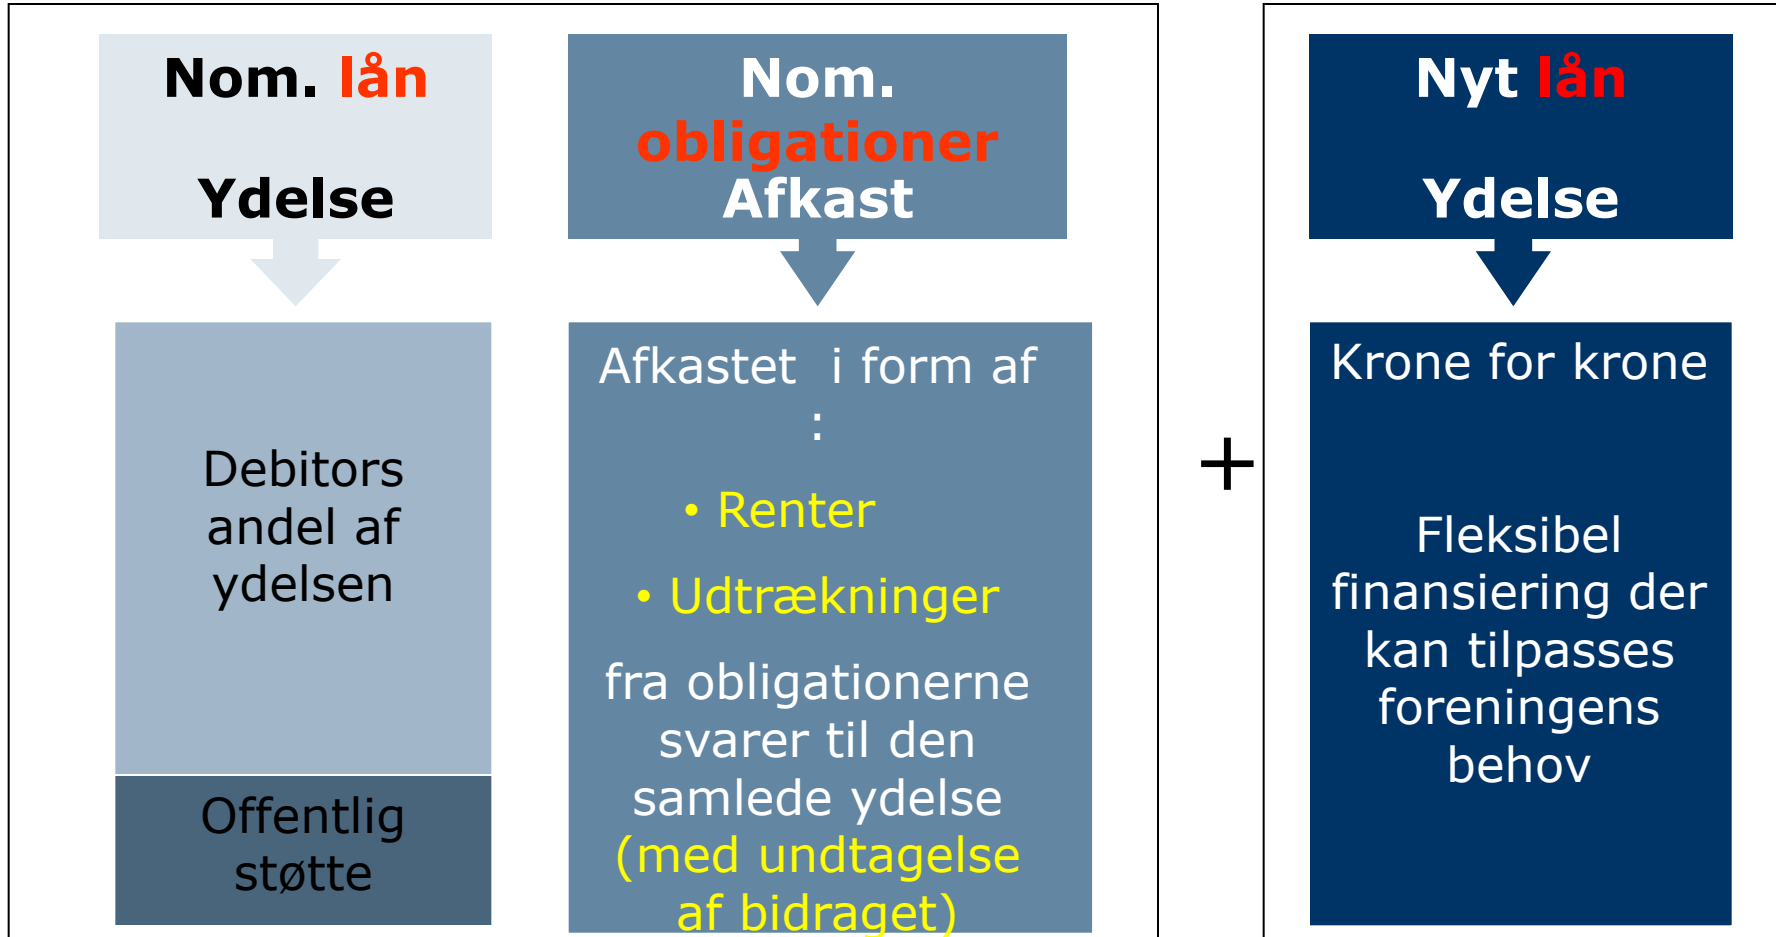 Nom. lån
Ydelse
Debitors
andel af
ydelsen
Offentlig
støtte
Nom.
obligationer
Afkast
Afkastet i form af
:
• Renter
• Udtrækninger
fra obligationerne
svarer til den
samlede ydelse
(med undtagelse
af bidraget)
+
Nyt lån
Ydelse
Krone for krone
Fleksibel
finansiering der
kan tilpasses
foreningens
behov